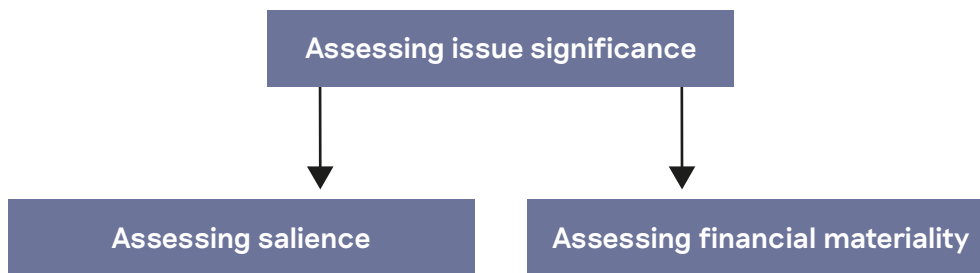 Assessing issue significance
Assessing salience
Assessing financial materiality